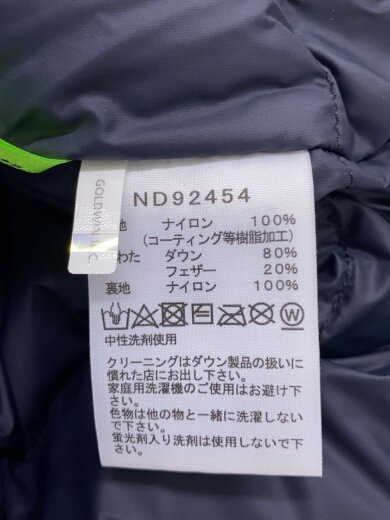 GOLDWIN INC.
ND92454
地 ナイロン 100%
(コーティング等樹脂加工)
わた ダウン 80%
フェザー 20%
裏地 ナイロン 100%
中性洗剤使用
クリーニングはダウン製品の扱いに
慣れた店にお出し下さい。
家庭用洗濯機のご使用はお避け下
さい。
色物は他の物と一緒に洗濯しない
で下さい。
蛍光剤入り洗剤は使用しないで下
さい。